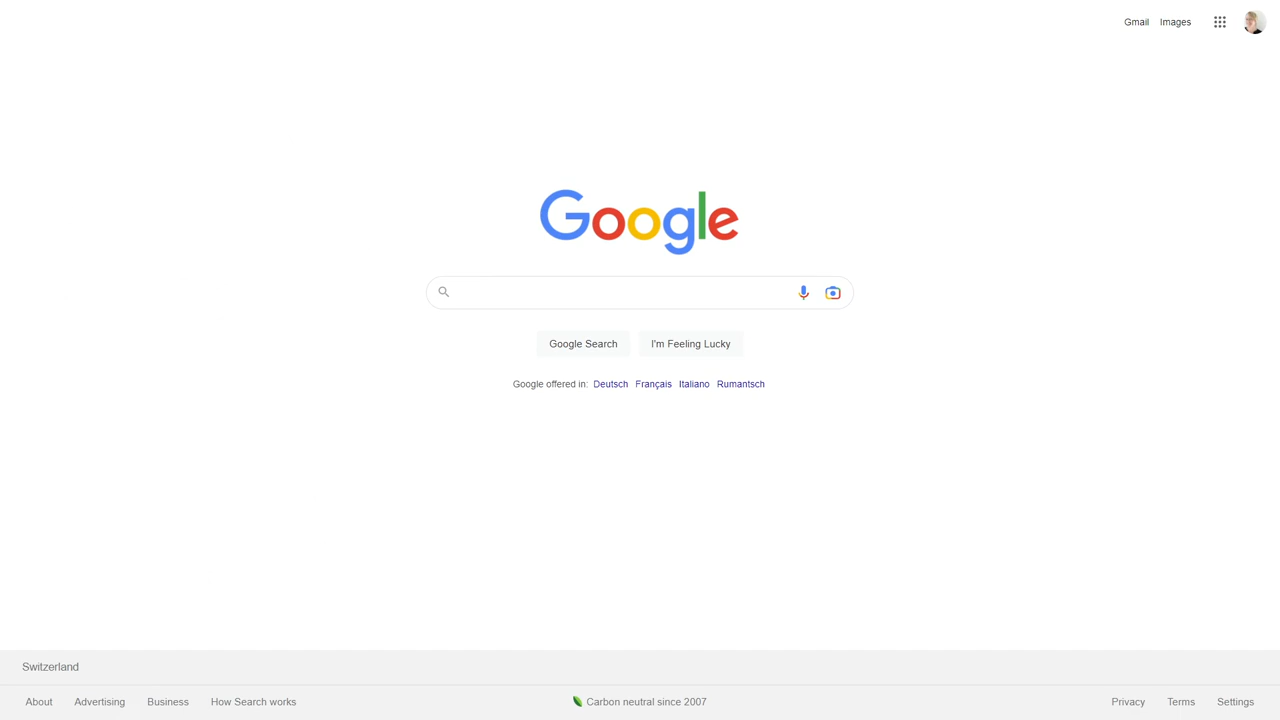 Gmail Images
Google
Google Search I'm Feeling Lucky
Google offered in: Deutsch Français Italiano Rumantsch
Switzerland
About Advertising Business How Search works Carbon neutral since 2007 Privacy Terms Settings